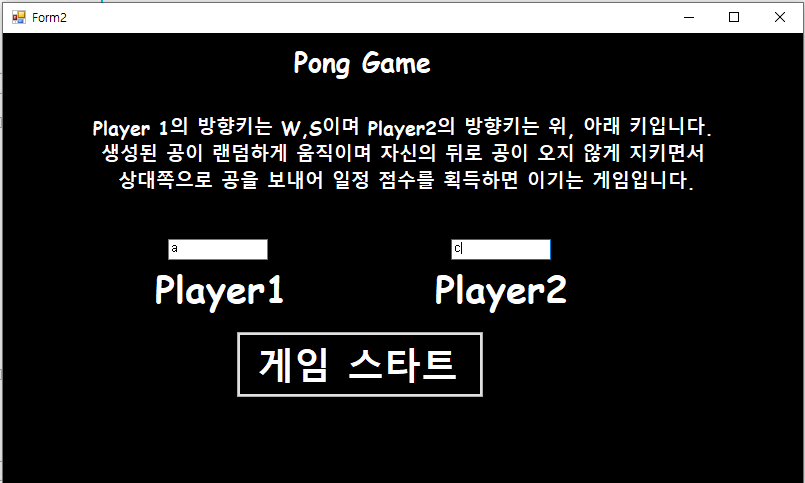 Form2
Pong Game
Player 1의 방향키는 W,S이며 Player2의 방향키는 위, 아래 키입니다.
생성된 공이 랜덤하게 움직이며 자신의 뒤로 공이 오지 않게 지키면서
상대쪽으로 공을 보내어 일정 점수를 획득하면 이기는 게임입니다.
a c
Player1 Player2
게임 스타트